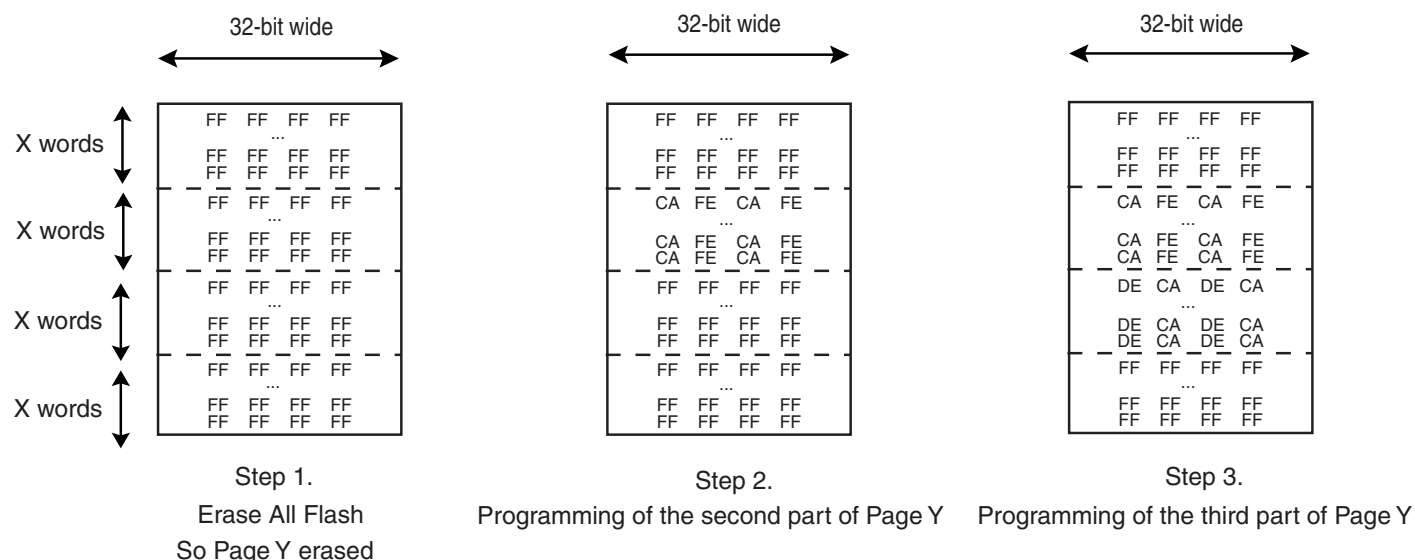 32-bit wide 32-bit wide 32-bit wide
FF FF FF FF FF FF FF FF FF FF FF FF
X words ... ... ...
FF FF FF FF FF FF FF FF FF FF FF FF
FF FF FF FF FF FF FF FF FF FF FF FF
FF FF FF FF CA FE CA FE CA FE CA FE
X words ... ... ...
FF FF FF FF CA FE CA FE CA FE CA FE
FF FF FF FF CA FE CA FE CA FE CA FE
FF FF FF FF FF FF FF FF DE CA DE CA
X words ... ... ...
FF FF FF FF FF FF FF FF DE CA DE CA
FF FF FF FF FF FF FF FF DE CA DE CA
FF FF FF FF FF FF FF FF FF FF FF FF
X words ... ... ...
FF FF FF FF FF FF FF FF FF FF FF FF
FF FF FF FF FF FF FF FF FF FF FF FF
Step 1. Step 2. Step 3.
Erase All Flash Programming of the second part of Page Y Programming of the third part of Page Y
So Page Y erased